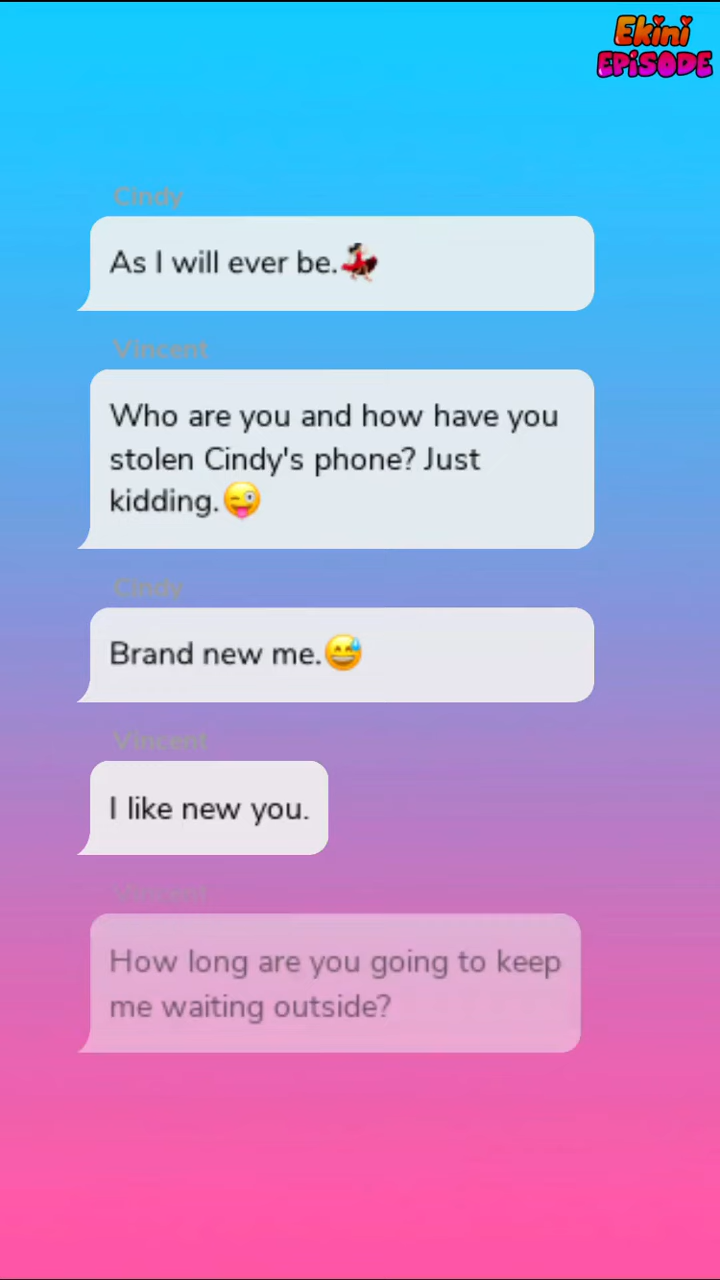 Ekini
EPiSODE
Cindy
As I will ever be.💃
Vincent
Who are you and how have you
stolen Cindy's phone? Just
kidding.😜
Cindy
Brand new me.😅
Vincent
I like new you.
Vincent
How long are you going to keep
me waiting outside?